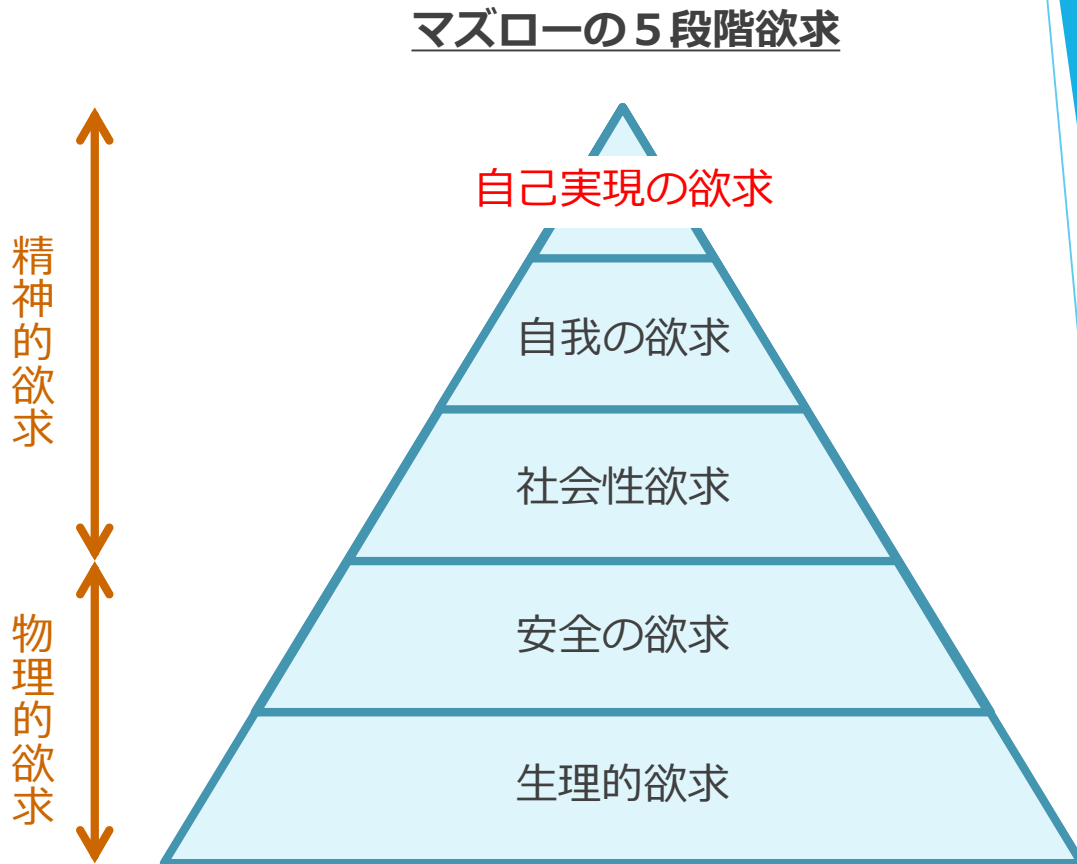 マズローの５段階欲求
精神的欲求
物理的欲求
自己実現の欲求
自我の欲求
社会性欲求
安全の欲求
生理的欲求